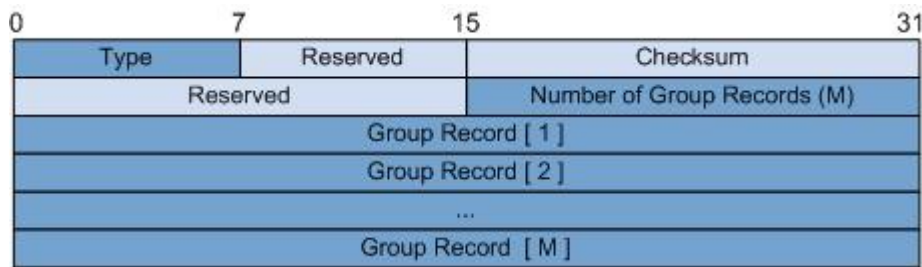 0 7 15 31
Type Reserved Checksum
Reserved Number of Group Records (M)
Group Record [ 1 ]
Group Record [ 2 ]
...
Group Record [ M ]